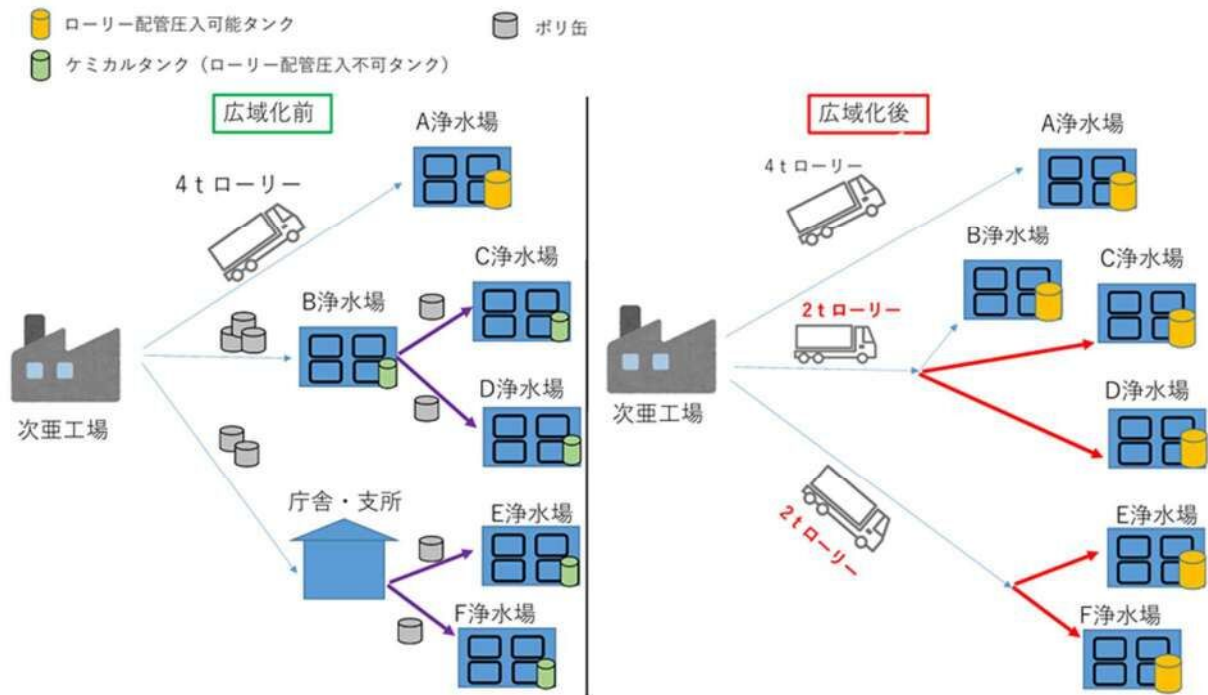 ローリー配管圧入可能タンク
ポリ缶
ケミカルタンク（ローリー配管圧入不可タンク）
広域化前
A浄水場
4ｔローリー
C浄水場
B浄水場
D浄水場
次亜工場
庁舎・支所
E浄水場
F浄水場
広域化後
A浄水場
4ｔローリー
B浄水場
C浄水場
2tローリー
D浄水場
次亜工場
2tローリー
E浄水場
F浄水場